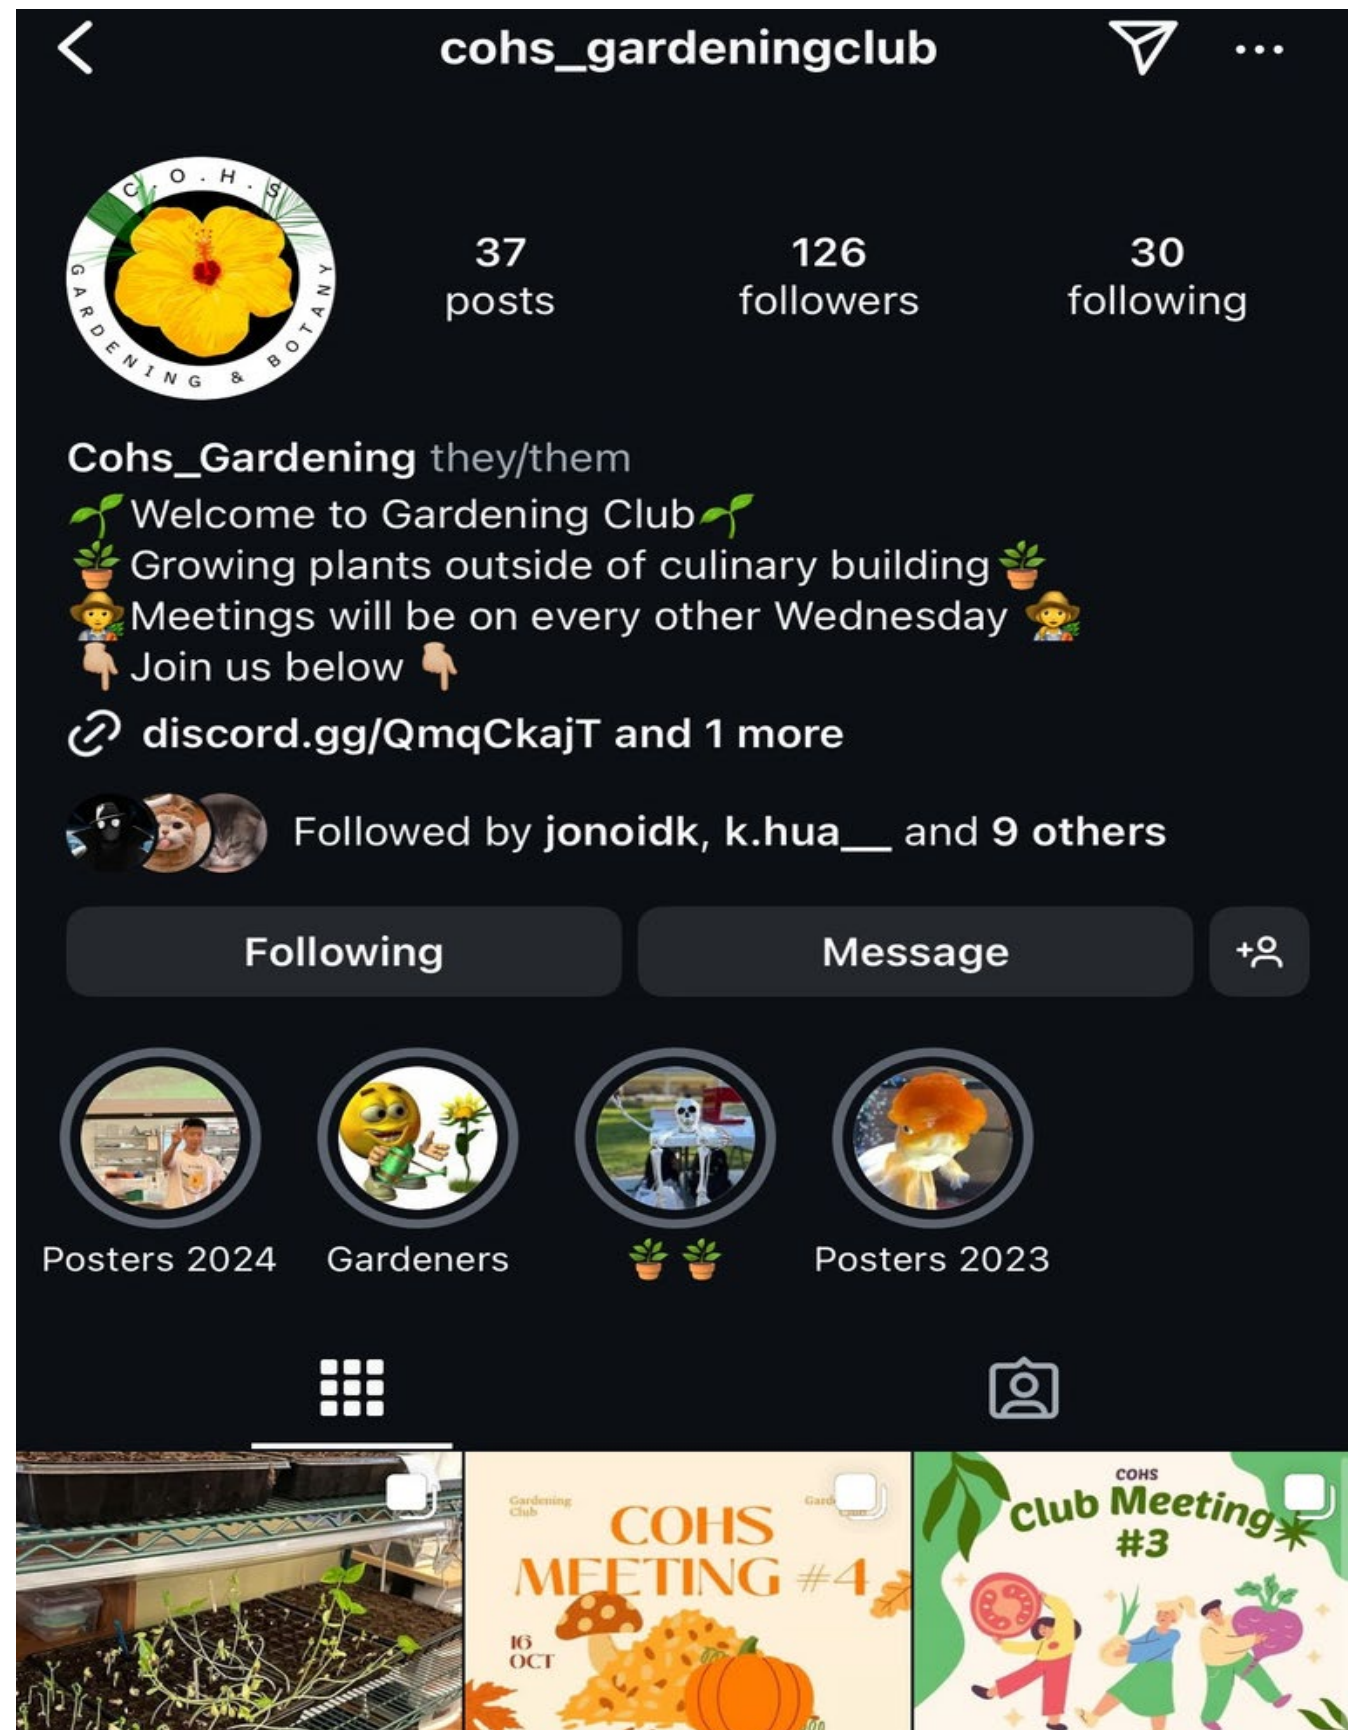 cohs_gardeningclub
C.O.H.S
GARDENING & BOTANY
37
posts
126
followers
30
following
Cohs_Gardening they/them
🌱Welcome to Gardening Club🌱
🪴Growing plants outside of culinary building🪴
🧑‍🌾Meetings will be on every other Wednesday 🧑‍🌾
👇🏼Join us below 👇🏼
discord.gg/QmqCkajT and 1 more
Followed by jonoidk, k.hua__ and 9 others
Following
Message
Posters 2024
Gardeners
🪴🪴
Posters 2023
Gardening
Club
COHS
MEETING #4
16
OCT
COHS
Club Meeting
#3